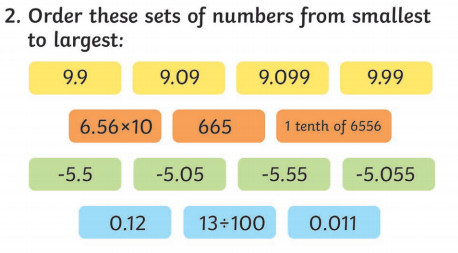 2. Order these sets of numbers from smallest
to largest:
9.9 9.09 9.099 9.99
6.56×10 665 1 tenth of 6556
-5.5 -5.05 -5.55 -5.055
0.12 13÷100 0.011